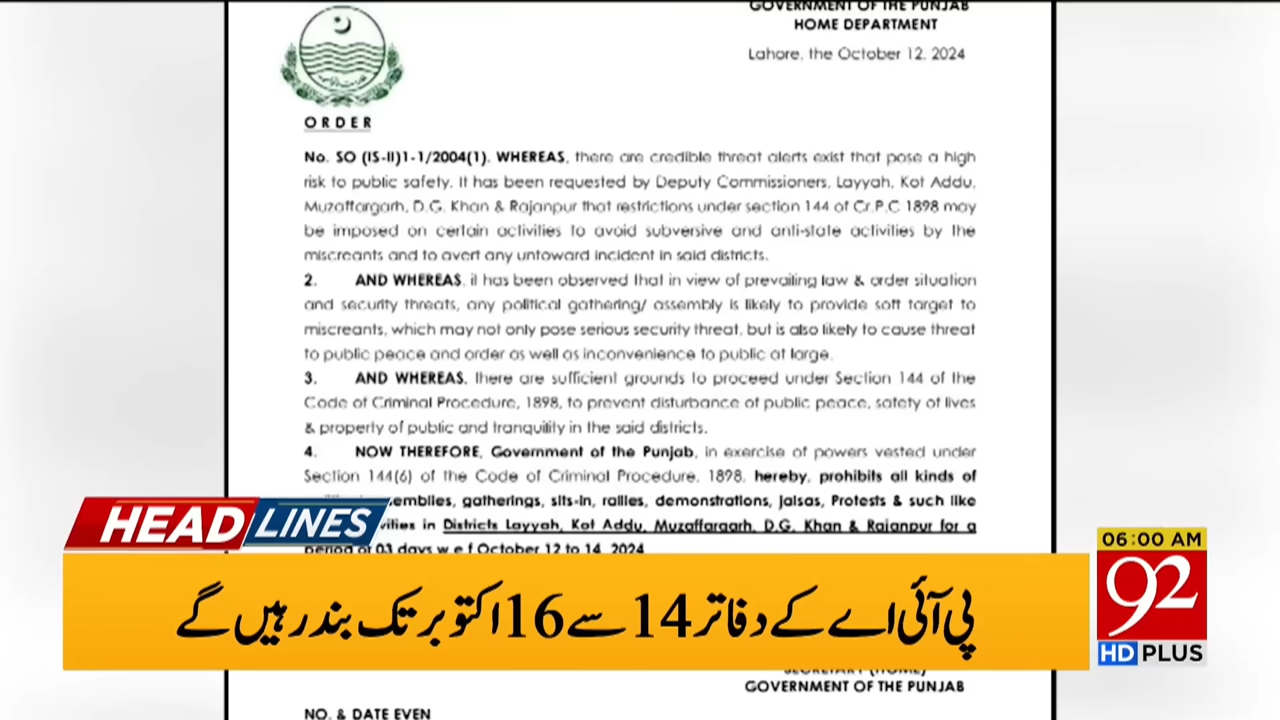 GOVERNMENT OF THE PUNJAB
HOME DEPARTMENT
Lahore, the October 12, 2024
ORDER
No. SO (IS-II)1-1/2004(1). WHEREAS, there are credible threat alerts exist that pose a high
risk to public safety. It has been requested by Deputy Commissioners, Layyah, Kot Addu,
Muzaffargarh, D.G. Khan & Rajanpur that restrictions under section 144 of Cr.P.C 1898 may
be imposed on certain activities to avoid subversive and anti-state activities by the
miscreants and to avert any untoward incident in said districts.
2. AND WHEREAS, it has been observed that in view of prevailing law & order situation
and security threats, any political gathering/ assembly is likely to provide soft target to
miscreants, which may not only pose serious security threat, but is also likely to cause threat
to public peace and order as well as inconvenience to public at large.
3. AND WHEREAS, there are sufficient grounds to proceed under Section 144 of the
Code of Criminal Procedure, 1898, to prevent disturbance of public peace, safety of lives
& property of public and tranquility in the said districts.
4. NOW THEREFORE, Government of the Punjab, in exercise of powers vested under
Section 144(6) of the Code of Criminal Procedure, 1898, hereby, prohibits all kinds of
gatherings, sits-in, rallies, demonstrations, jalsas, Protests & such like
in Districts Layyah, Kot Addu, Muzaffargarh, D.G. Khan & Rajanpur for a
period of 03 days w e f October 12 to 14, 2024
HEADLINES
پی آئی اے کے دفاتر 14 سے 16 اکتوبر تک بند رہیں گے
06:00 AM
92
HD PLUS
SECRETARY (HOME)
GOVERNMENT OF THE PUNJAB
NO. & DATE EVEN